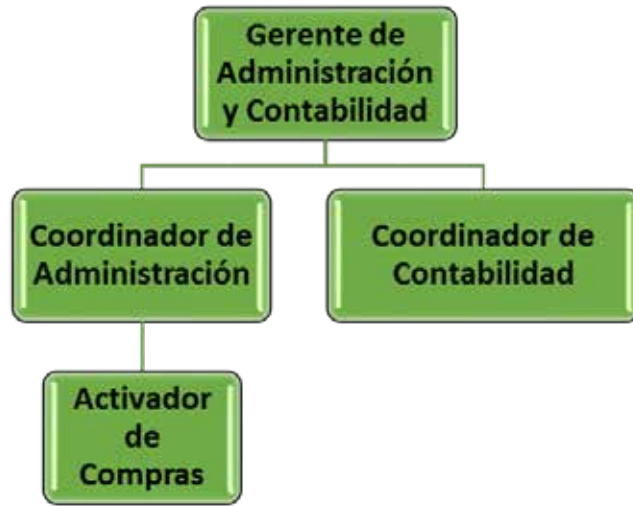 Gerente de
Administración
y Contabilidad
Coordinador de
Administración
Coordinador de
Contabilidad
Activador
de
Compras